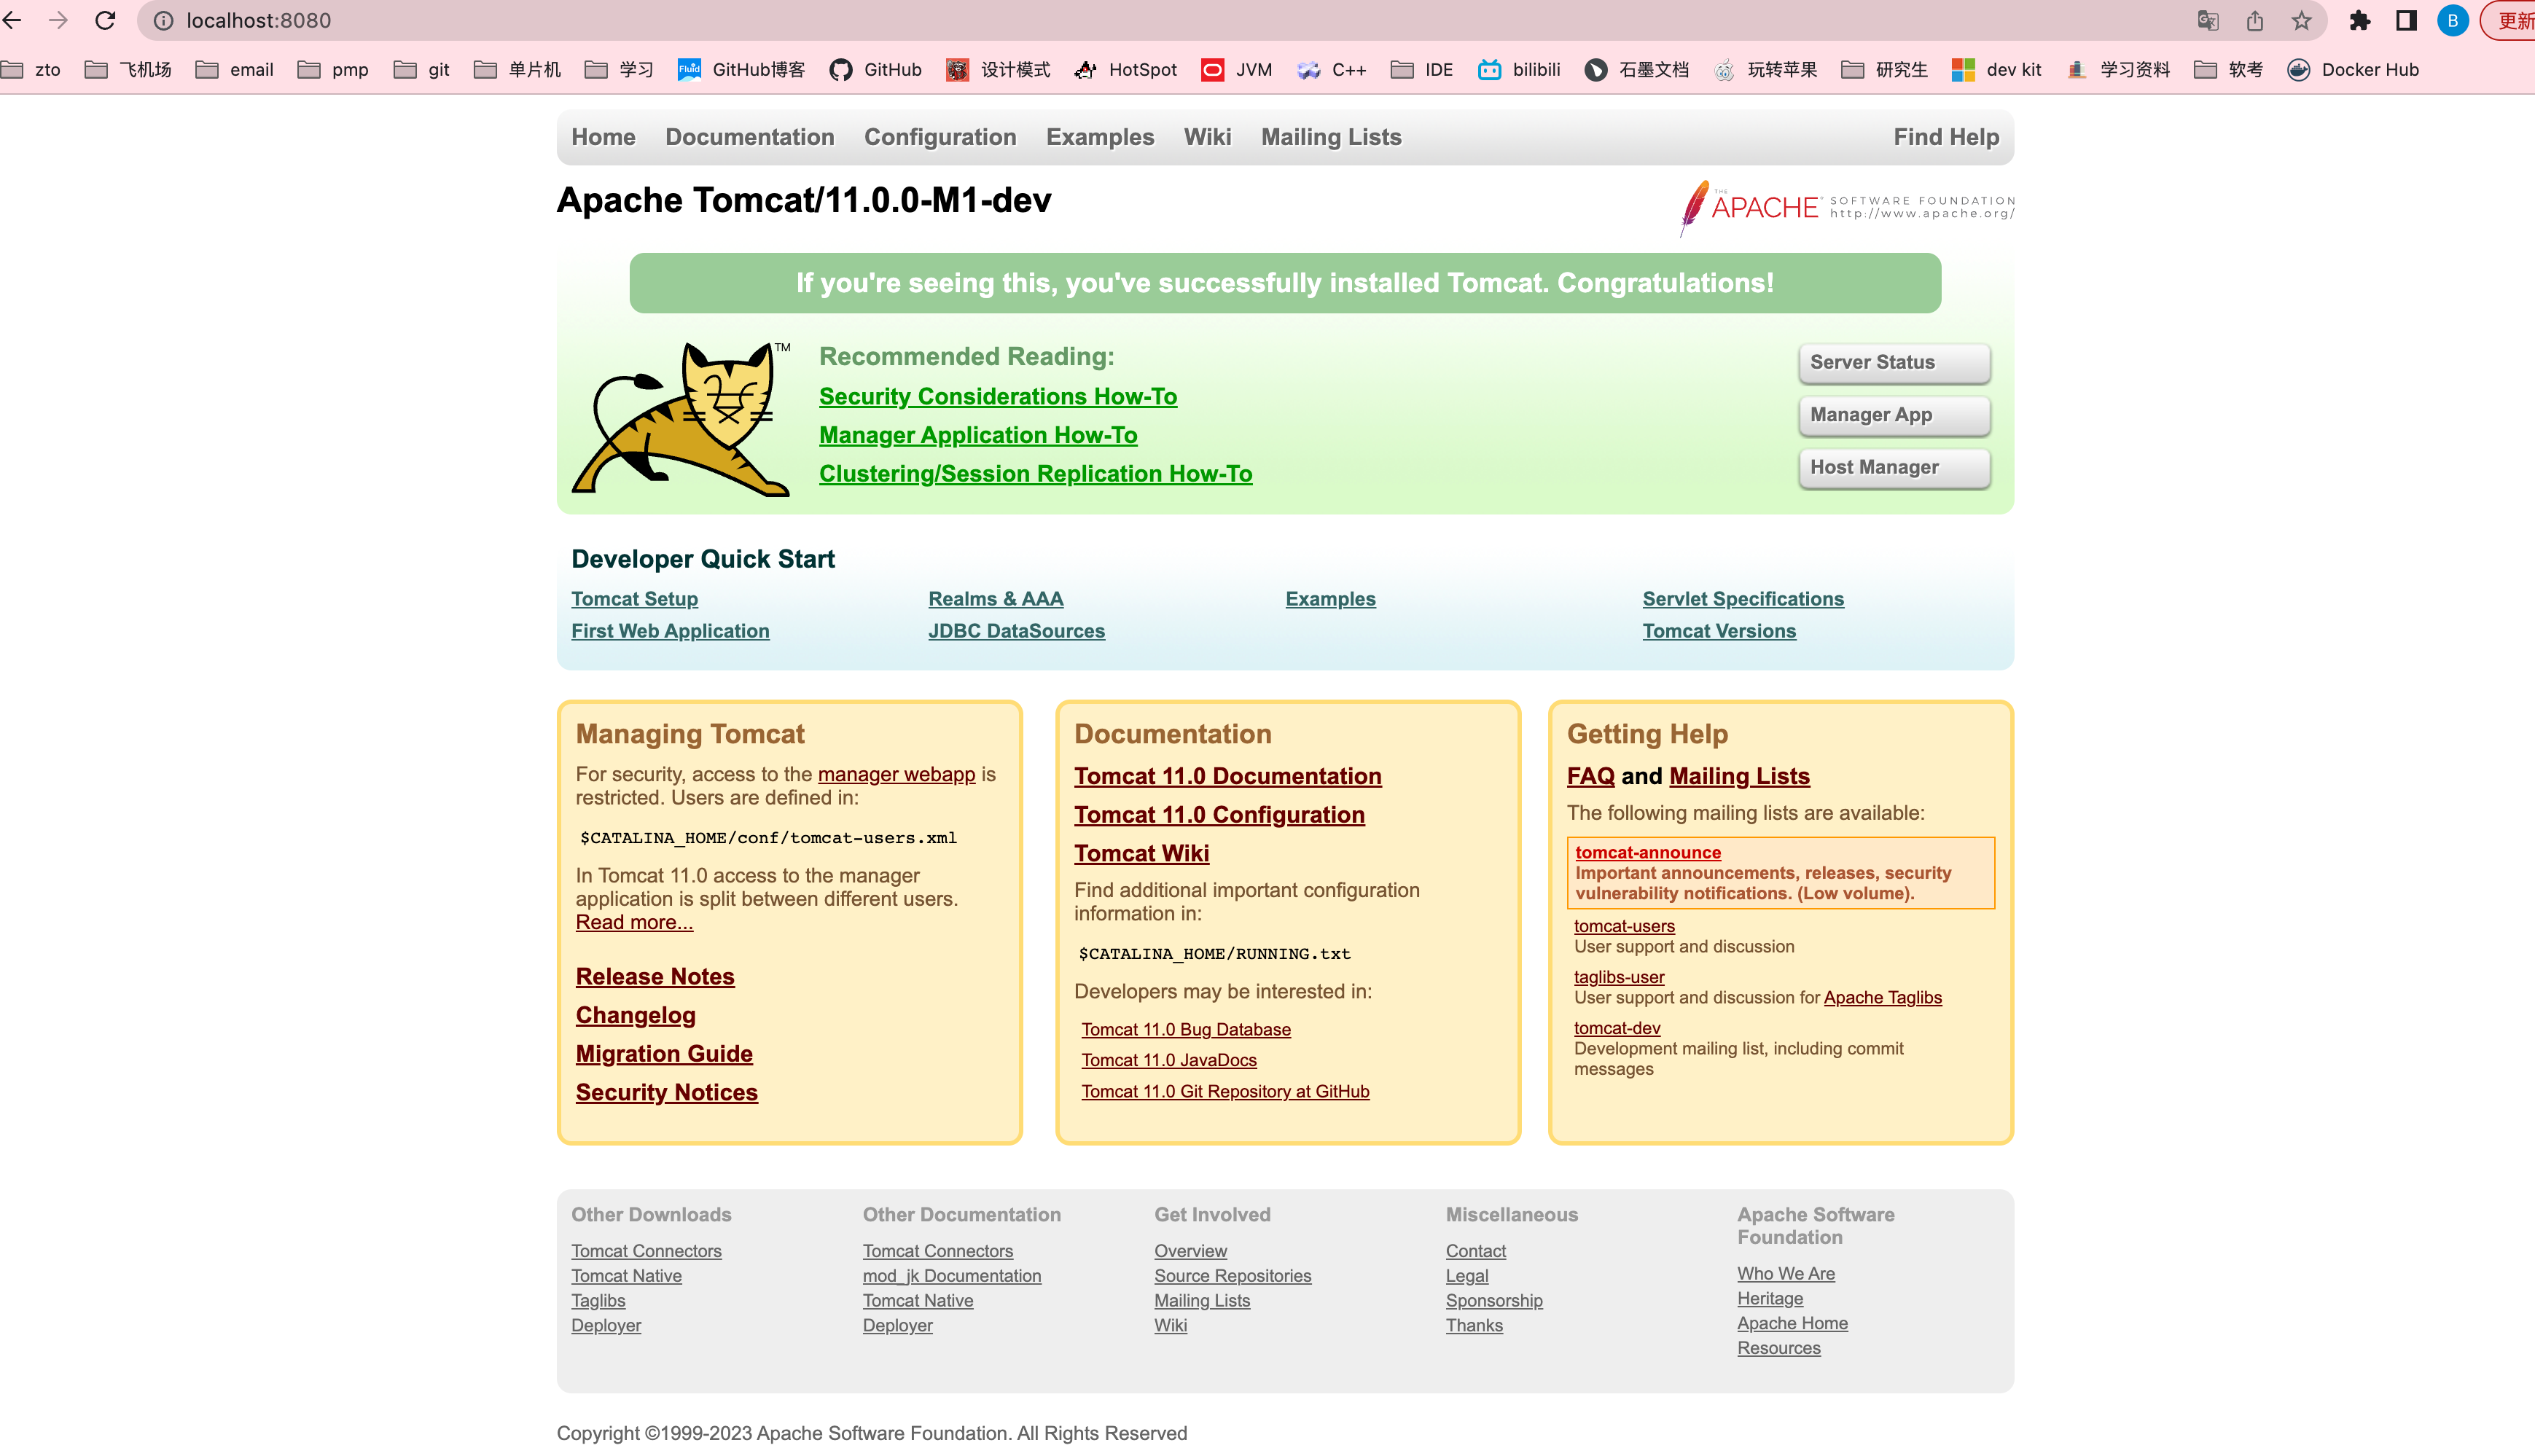 localhost:8080
B
更新
zto 飞机场 email pmp git 单片机 学习 Fluid GitHub博客 GitHub 设计模式 HotSpot JVM C++ IDE bilibili 石墨文档 玩转苹果 研究生 dev kit 学习资料 软考 Docker Hub
Home Documentation Configuration Examples Wiki Mailing Lists Find Help
Apache Tomcat/11.0.0-M1-dev
THE
APACHE SOFTWARE FOUNDATION
http://www.apache.org/
If you're seeing this, you've successfully installed Tomcat. Congratulations!
TM
Recommended Reading:
Security Considerations How-To
Manager Application How-To
Clustering/Session Replication How-To
Server Status
Manager App
Host Manager
Developer Quick Start
Tomcat Setup
First Web Application
Realms & AAA
JDBC DataSources
Examples
Servlet Specifications
Tomcat Versions
Managing Tomcat
For security, access to the manager webapp is
restricted. Users are defined in:
$CATALINA_HOME/conf/tomcat-users.xml
In Tomcat 11.0 access to the manager
application is split between different users.
Read more...
Release Notes
Changelog
Migration Guide
Security Notices
Documentation
Tomcat 11.0 Documentation
Tomcat 11.0 Configuration
Tomcat Wiki
Find additional important configuration
information in:
$CATALINA_HOME/RUNNING.txt
Developers may be interested in:
Tomcat 11.0 Bug Database
Tomcat 11.0 JavaDocs
Tomcat 11.0 Git Repository at GitHub
Getting Help
FAQ and Mailing Lists
The following mailing lists are available:
tomcat-announce
Important announcements, releases, security
vulnerability notifications. (Low volume).
tomcat-users
User support and discussion
taglibs-user
User support and discussion for Apache Taglibs
tomcat-dev
Development mailing list, including commit
messages
Other Downloads
Tomcat Connectors
Tomcat Native
Taglibs
Deployer
Other Documentation
Tomcat Connectors
mod_jk Documentation
Tomcat Native
Deployer
Get Involved
Overview
Source Repositories
Mailing Lists
Wiki
Miscellaneous
Contact
Legal
Sponsorship
Thanks
Apache Software
Foundation
Who We Are
Heritage
Apache Home
Resources
Copyright ©1999-2023 Apache Software Foundation. All Rights Reserved